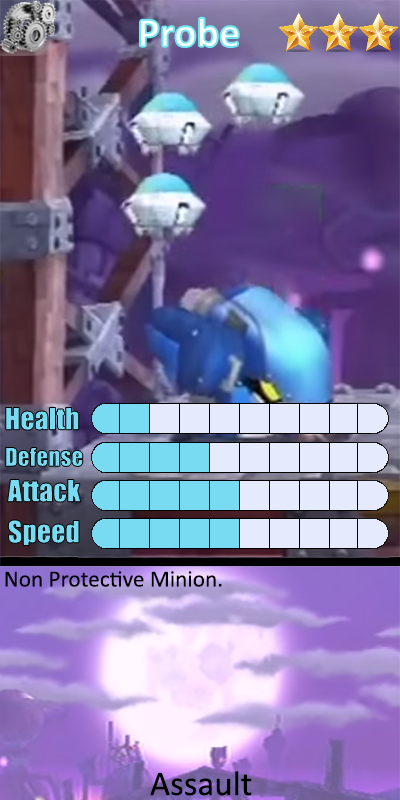 Probe
Health
Defense
Attack
Speed
Non Protective Minion.
Assault